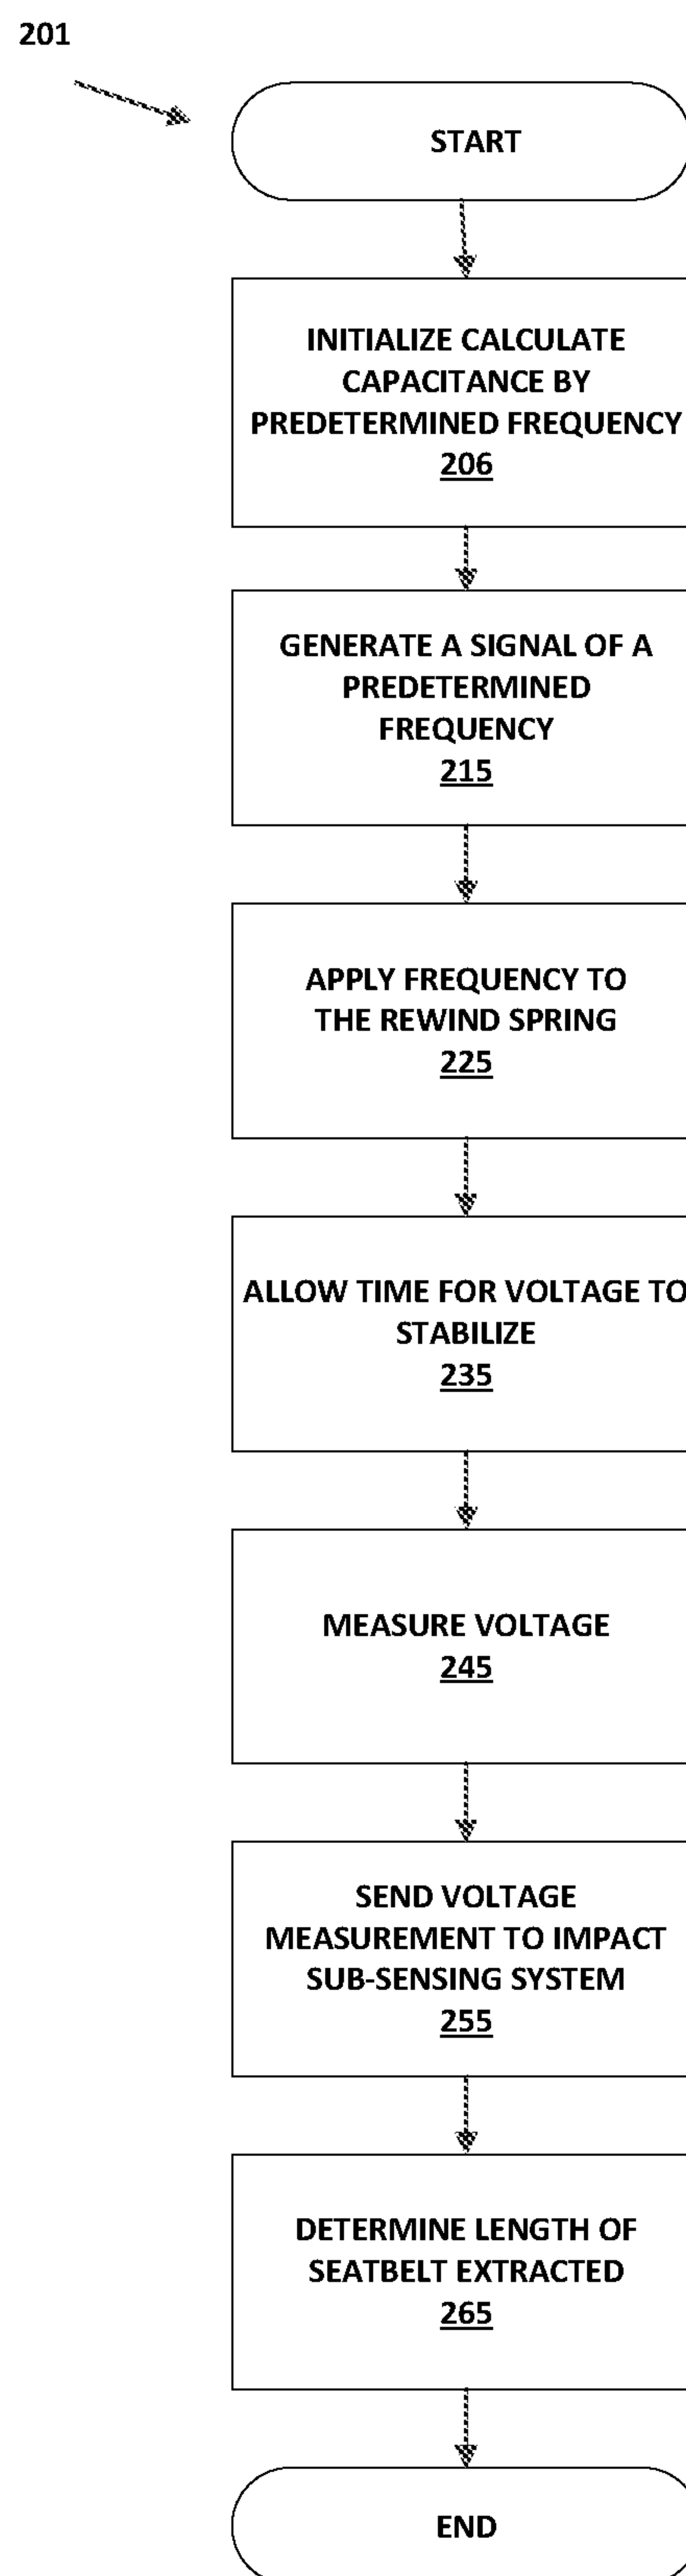 201
START
INITIALIZE CALCULATE
CAPACITANCE BY
PREDETERMINED FREQUENCY
206
GENERATE A SIGNAL OF A
PREDETERMINED
FREQUENCY
215
APPLY FREQUENCY TO
THE REWIND SPRING
225
ALLOW TIME FOR VOLTAGE TO
STABILIZE
235
MEASURE VOLTAGE
245
SEND VOLTAGE
MEASUREMENT TO IMPACT
SUB-SENSING SYSTEM
255
DETERMINE LENGTH OF
SEATBELT EXTRACTED
265
END